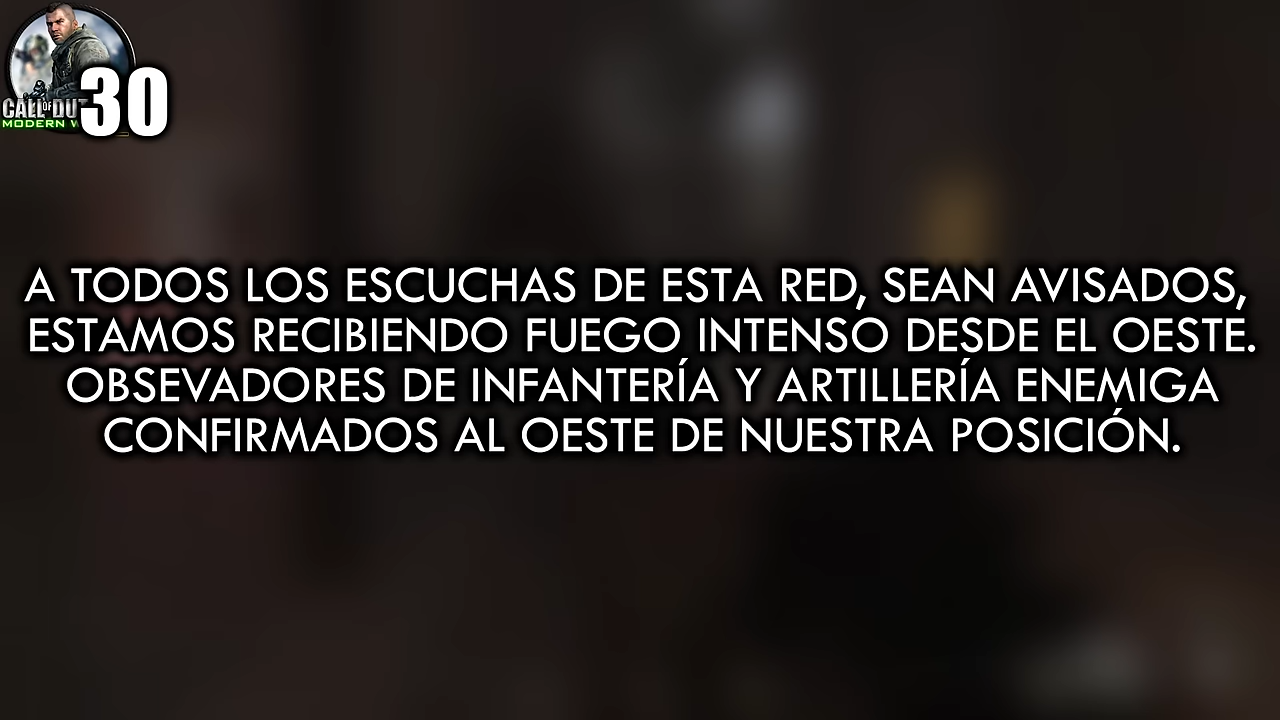 CALL OF DU
MODERN W
30
A TODOS LOS ESCUCHAS DE ESTA RED, SEAN AVISADOS,
ESTAMOS RECIBIENDO FUEGO INTENSO DESDE EL OESTE.
OBSEVADORES DE INFANTERÍA Y ARTILLERÍA ENEMIGA
CONFIRMADOS AL OESTE DE NUESTRA POSICIÓN.